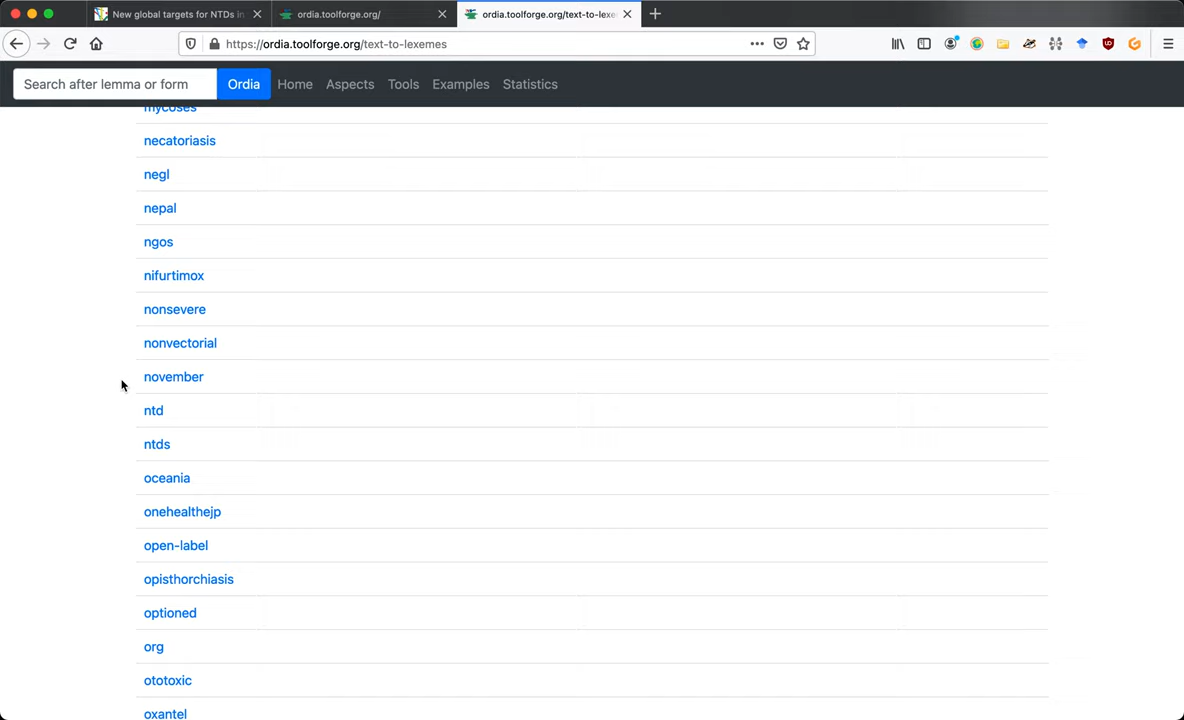 New global targets for NTDs in
ordia.toolforge.org/
ordia.toolforge.org/text-to-lexe
https://ordia.toolforge.org/text-to-lexemes
Search after lemma or form
Ordia
Home
Aspects
Tools
Examples
Statistics
mycoses
necatoriasis
negl
nepal
ngos
nifurtimox
nonsevere
nonvectorial
november
ntd
ntds
oceania
onehealthejp
open-label
opisthorchiasis
optioned
org
ototoxic
oxantel